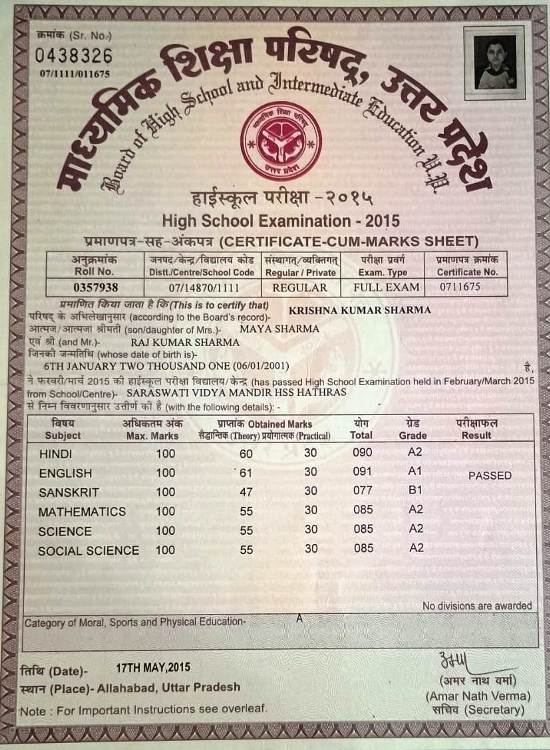 क्रमांक (Sr. No.)
0438326
07/1111/011675
माध्यमिक शिक्षा परिषद्, उत्तर प्रदेश
Board of High School and Intermediate Education U.P.
माध्यमिक शिक्षा परिषद्
उत्तर प्रदेश
हाईस्कूल परीक्षा -२०१५
High School Examination - 2015
प्रमाणपत्र-सह-अंकपत्र (CERTIFICATE-CUM-MARKS SHEET)
अनुक्रमांक जनपद/केन्द्र/विद्यालय कोड संस्थागत/व्यक्तिगत परीक्षा प्रवर्ग प्रमाणपत्र क्रमांक
Roll No. Distt./Centre/School Code Regular / Private Exam. Type Certificate No.
0357938 07/14870/1111 REGULAR FULL EXAM 0711675
प्रमाणित किया जाता है कि(This is to certify that) KRISHNA KUMAR SHARMA
परिषद् के अभिलेखानुसार (according to the Board's record)-
आत्मज/आत्मजा श्रीमती (son/daughter of Mrs.)- MAYA SHARMA
एवं श्री (and Mr.)- RAJ KUMAR SHARMA
जिनकी जन्मतिथि (whose date of birth is)-
6TH JANUARY TWO THOUSAND ONE (06/01/2001) है,
ने फरवरी/मार्च 2015 की हाईस्कूल परीक्षा विद्यालय/केन्द्र (has passed High School Examination held in February/March 2015
from School/Centre)- SARASWATI VIDYA MANDIR HSS HATHRAS
से निम्न विवरणानुसार उत्तीर्ण की है (with the following details): -
विषय अधिकतम अंक प्राप्तांक Obtained Marks योग ग्रेड परीक्षाफल
Subject Max. Marks सैद्धान्तिक (Theory) प्रयोगात्मक (Practical) Total Grade Result
HINDI 100 60 30 090 A2
ENGLISH 100 61 30 091 A1 PASSED
SANSKRIT 100 47 30 077 B1
MATHEMATICS 100 55 30 085 A2
SCIENCE 100 55 30 085 A2
SOCIAL SCIENCE 100 55 30 085 A2
No divisions are awarded
Category of Moral, Sports and Physical Education- A
तिथि (Date)- 17TH MAY,2015
स्थान (Place)- Allahabad, Uttar Pradesh
(अमर नाथ वर्मा)
(Amar Nath Verma)
सचिव (Secretary)
Note : For Important Instructions see overleaf.